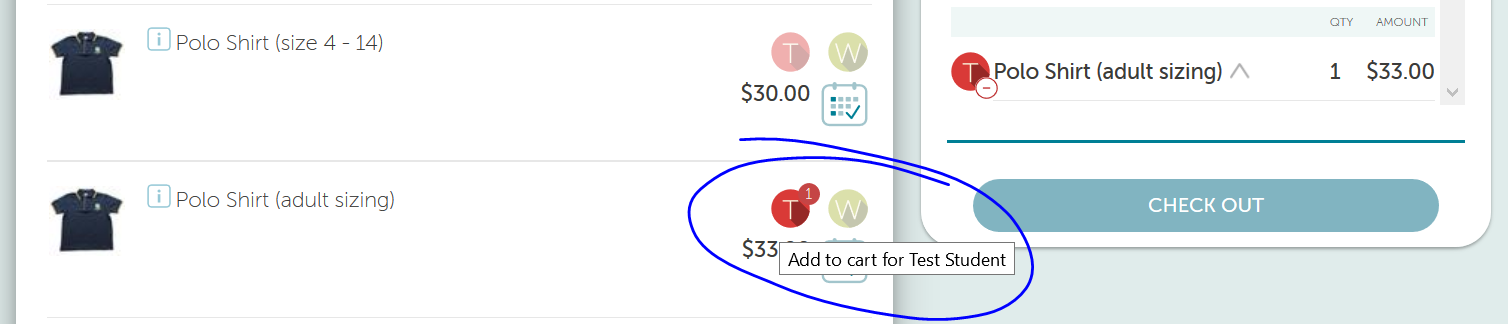 Polo Shirt (size 4 - 14)
T W
$30.00
Polo Shirt (adult sizing)
T 1 W
$33
Add to cart for Test Student
QTY AMOUNT
T Polo Shirt (adult sizing) 1 $33.00
CHECK OUT